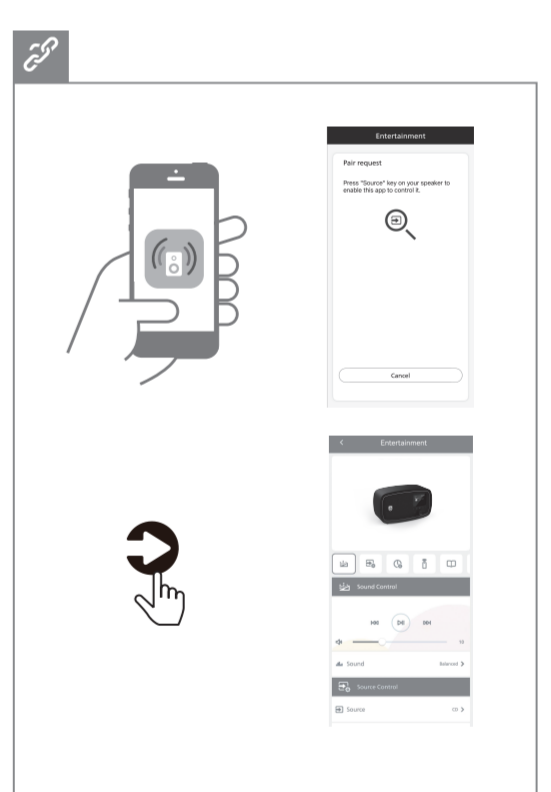 Entertainment
Pair request
Press "Source" key on your speaker to
enable this app to control it.
Cancel
Entertainment
Sound Control
Sound
Balanced
Source Control
Source
CD